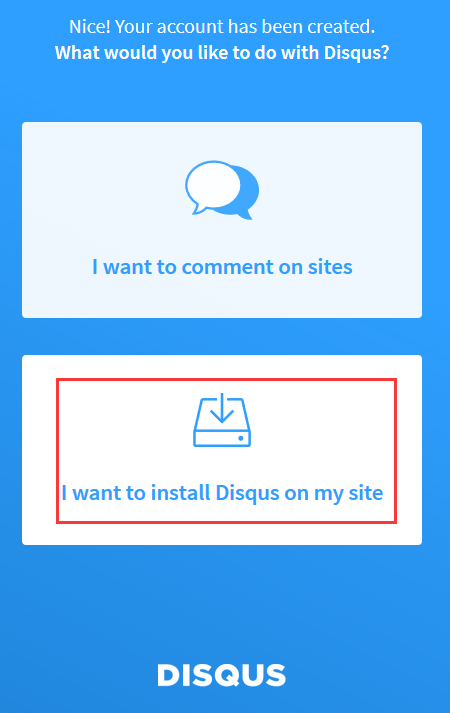 Nice! Your account has been created.
What would you like to do with Disqus?
I want to comment on sites
I want to install Disqus on my site
DISQUS